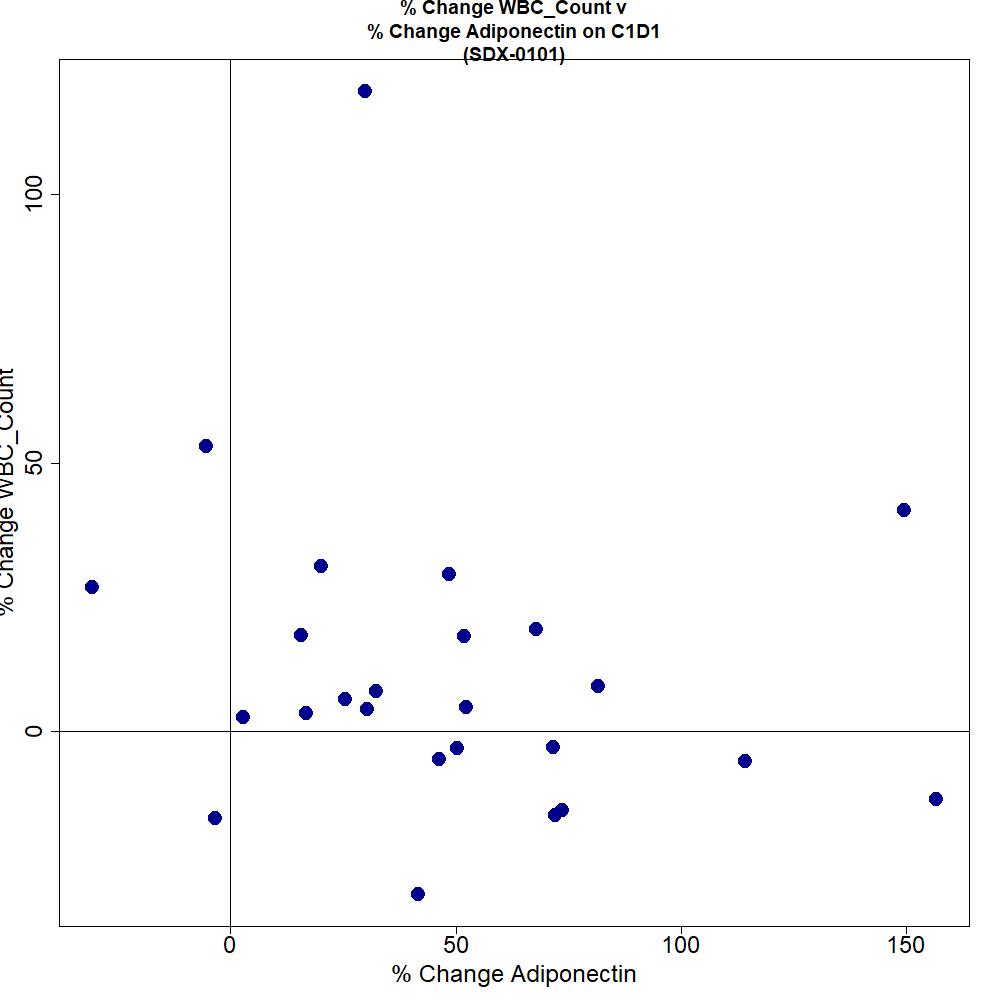 % Change WBC_Count v
% Change Adiponectin on C1D1
(SDX-0101)
% Change WBC_Count
100
50
0
0
50
100
150
% Change Adiponectin